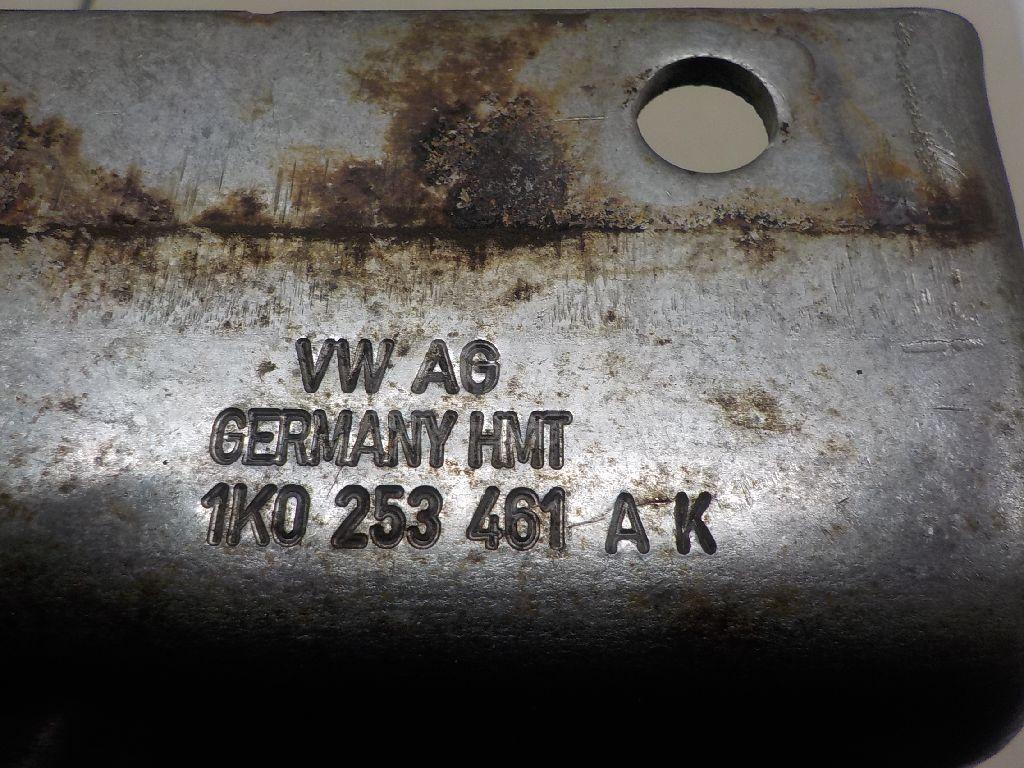 VW AG
GERMANY HMT
1K0 253 461 A K